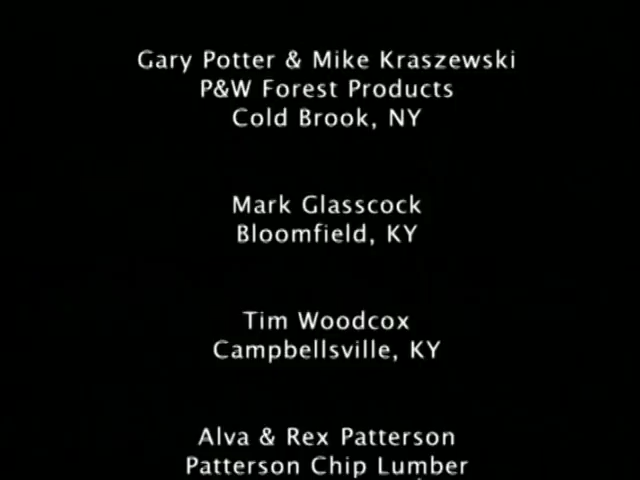 Gary Potter & Mike Kraszewski
P&W Forest Products
Cold Brook, NY
Mark Glasscock
Bloomfield, KY
Tim Woodcox
Campbellsville, KY
Alva & Rex Patterson
Patterson Chip Lumber